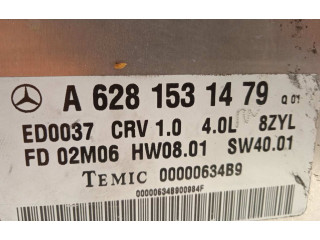 A 628 153 14 79 Q 01
ED0037 CRV 1.0 4.0L 8ZYL
FD 02M06 HW08.01 SW40.01
TEMIC 00000634B9
00000634B900984F